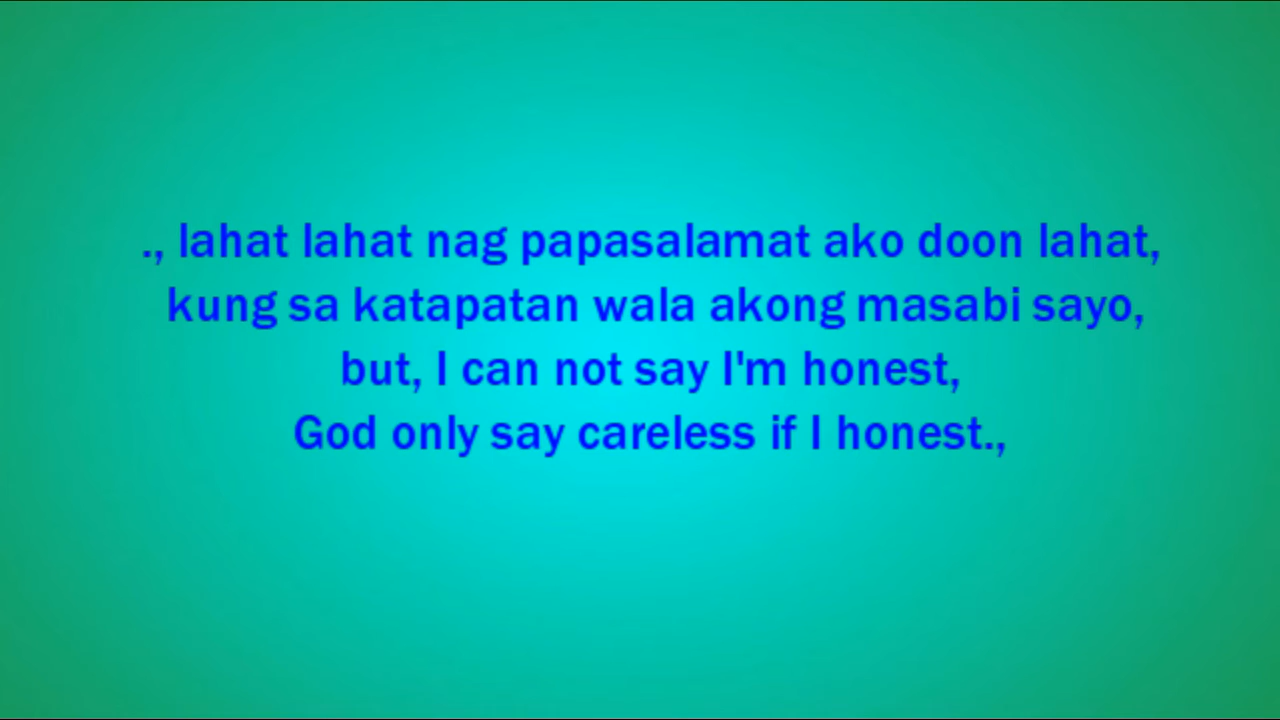 ., lahat lahat nag papasalamat ako doon lahat,
kung sa katapatan wala akong masabi sayo,
but, I can not say I'm honest,
God only say careless if I honest.,